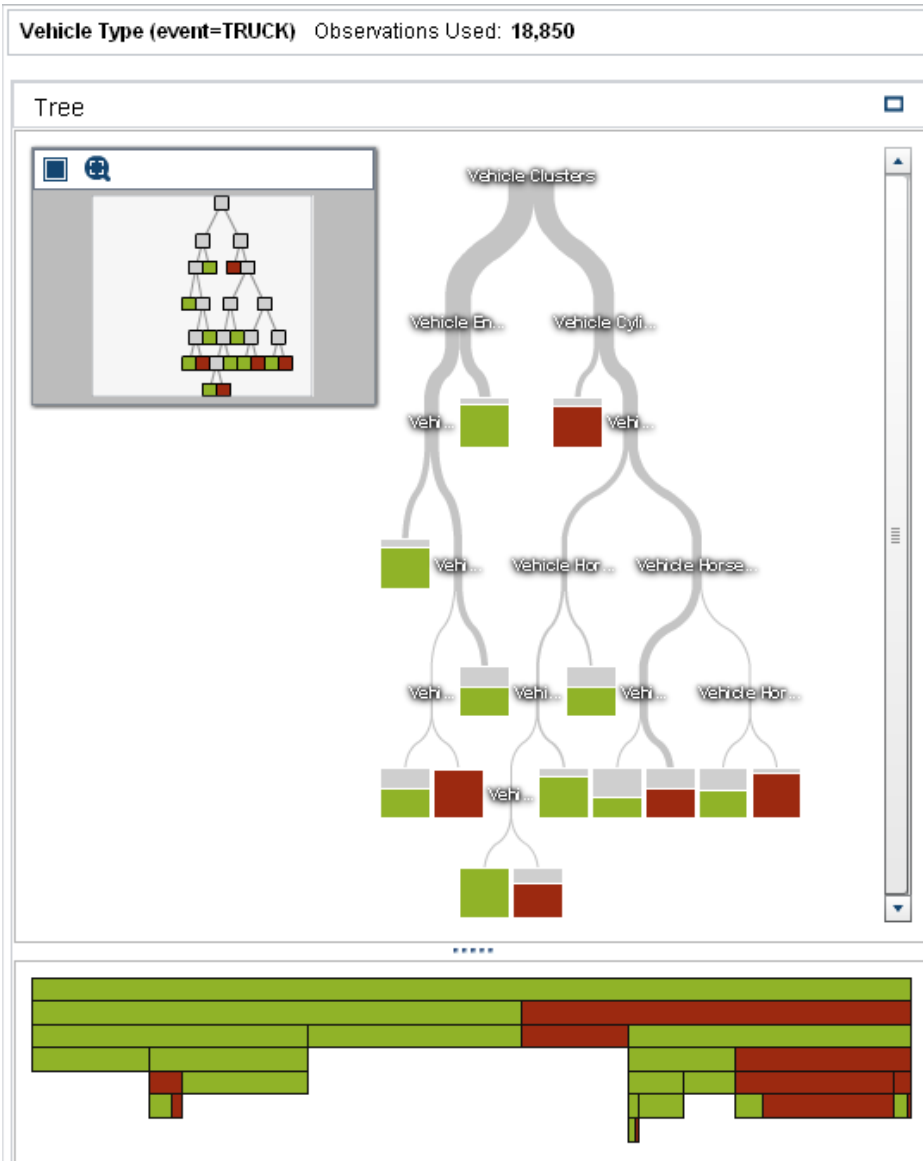 Vehicle Type (event=TRUCK) Observations Used: 18,850
Tree
Vehicle Clusters
Vehicle En... Vehicle Cyli...
Vehi... Vehi...
Vehi... Vehicle Hor... Vehicle Horse...
Vehi... Vehi... Vehi... Vehicle Hor...
Vehi...